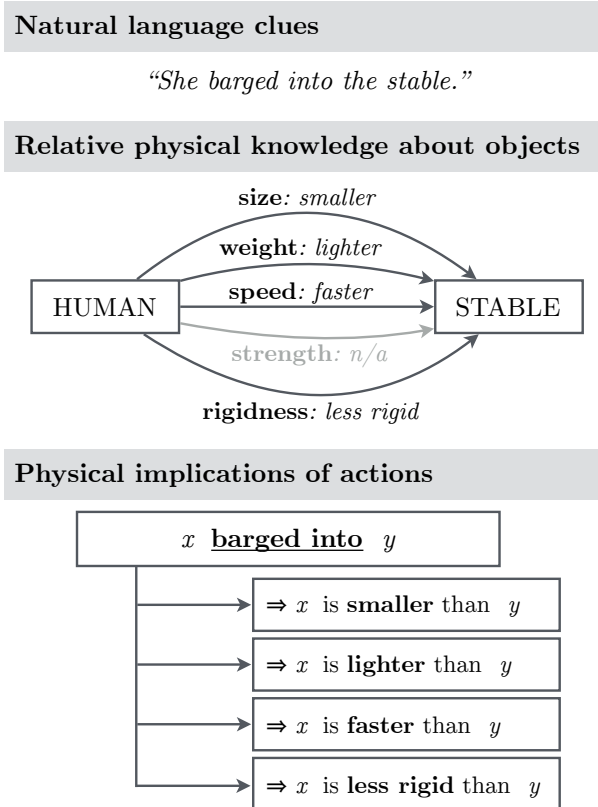 Natural language clues
“She barged into the stable.”
Relative physical knowledge about objects
size: smaller
weight: lighter
speed: faster
HUMAN
STABLE
strength: n/a
rigidness: less rigid
Physical implications of actions
x barged into y
⇒ x is smaller than y
⇒ x is lighter than y
⇒ x is faster than y
⇒ x is less rigid than y